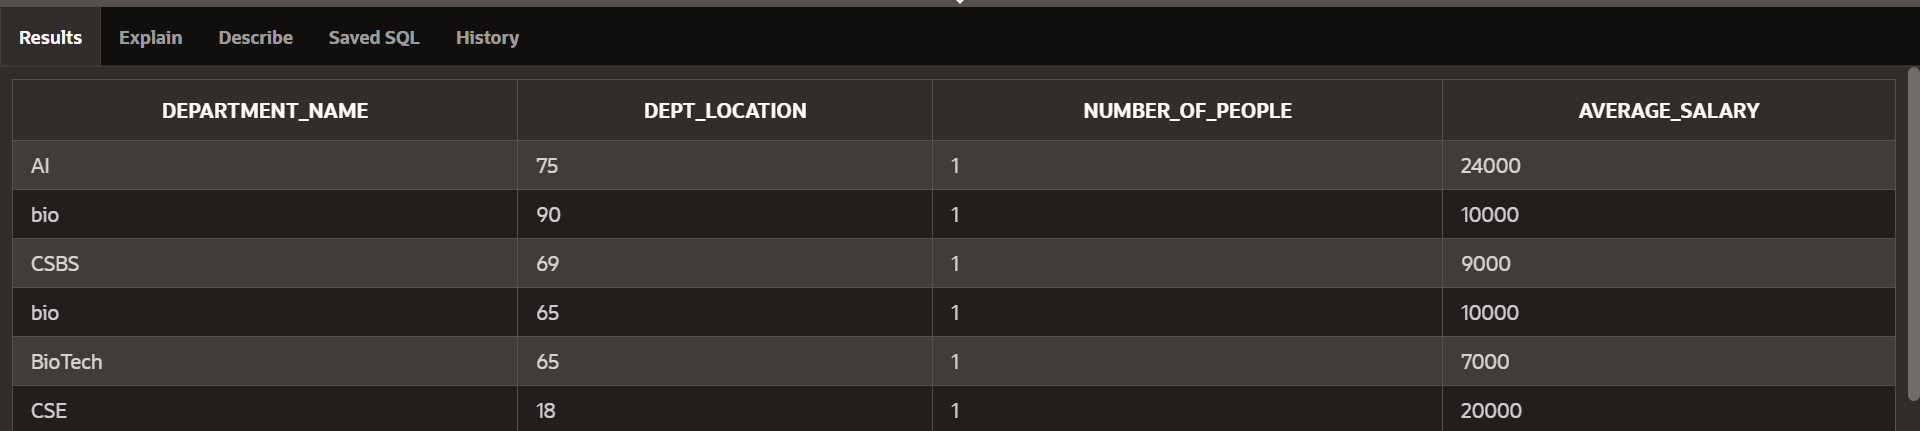 Results Explain Describe Saved SQL History
DEPARTMENT_NAME DEPT_LOCATION NUMBER_OF_PEOPLE AVERAGE_SALARY
AI 75 1 24000
bio 90 1 10000
CSBS 69 1 9000
bio 65 1 10000
BioTech 65 1 7000
CSE 18 1 20000